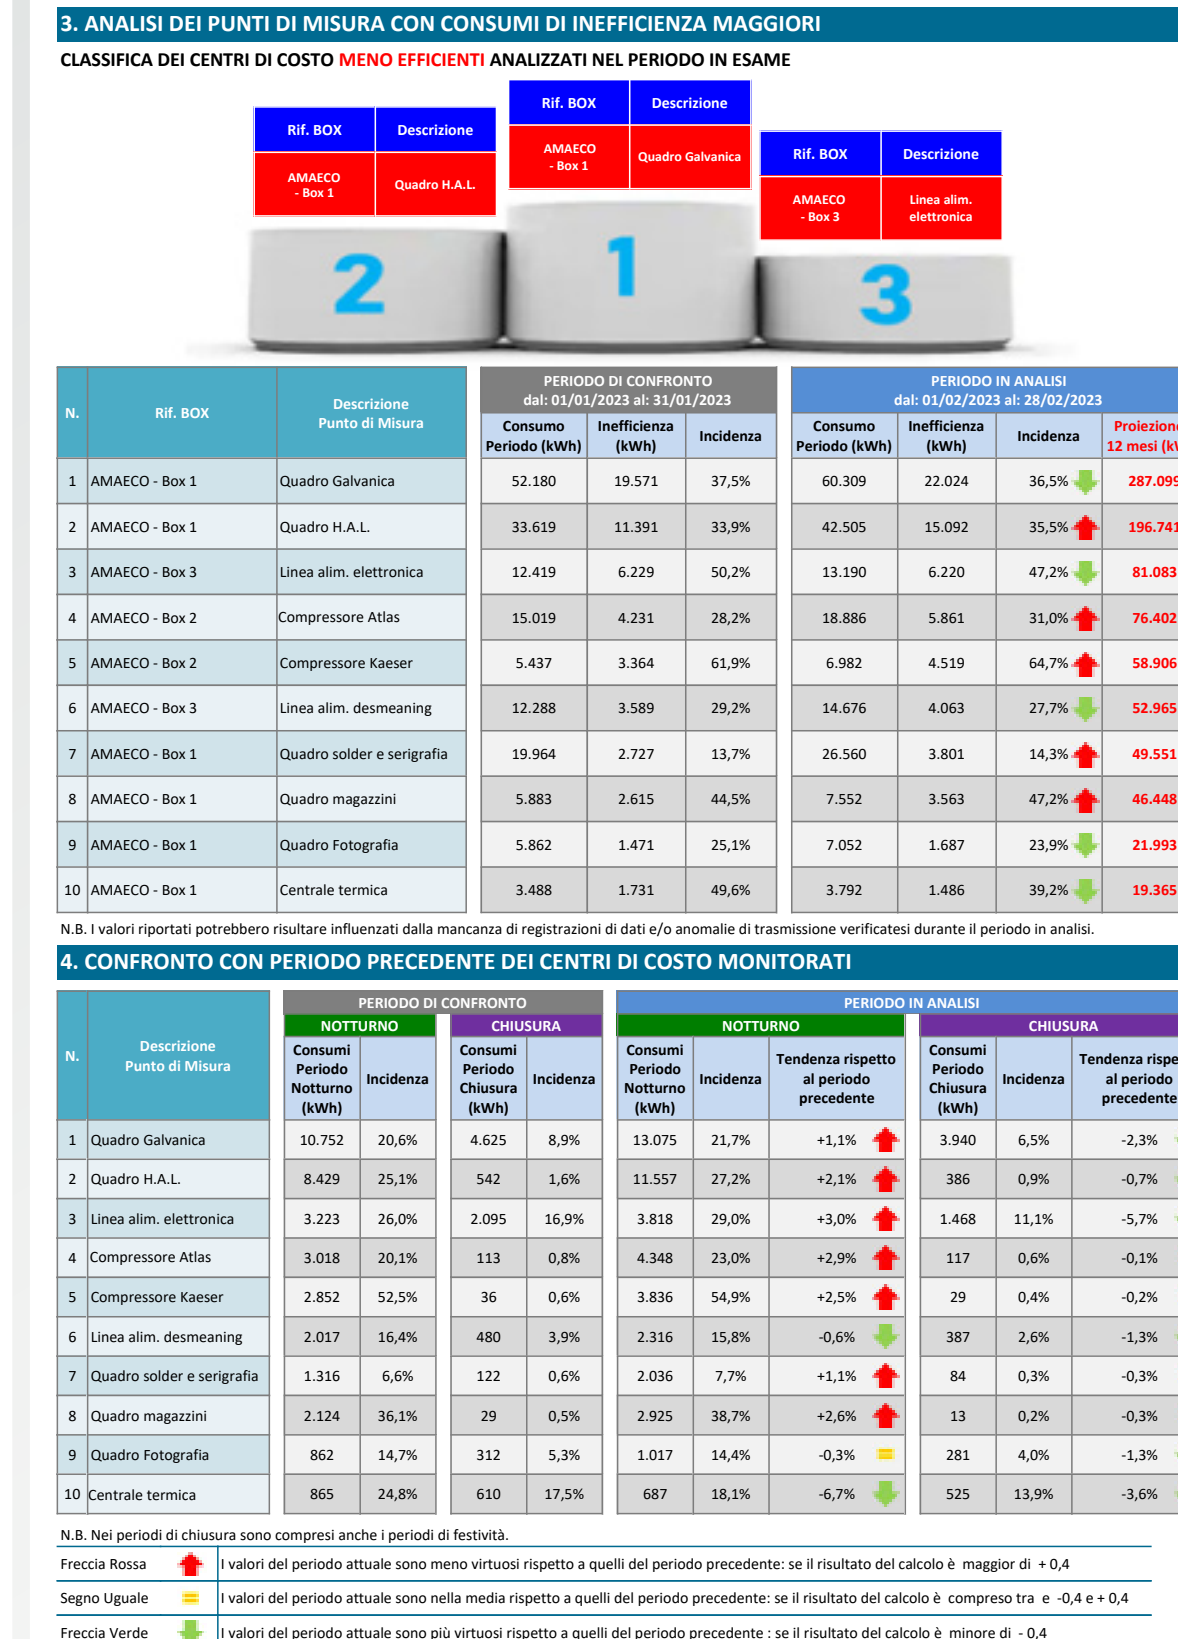 3. ANALISI DEI PUNTI DI MISURA CON CONSUMI DI INEFFICIENZA MAGGIORI
CLASSIFICA DEI CENTRI DI COSTO MENO EFFICIENTI ANALIZZATI NEL PERIODO IN ESAME
Rif. BOX Descrizione
AMAECO - Box 1 Quadro H.A.L.
2
Rif. BOX Descrizione
AMAECO - Box 1 Quadro Galvanica
1
Rif. BOX Descrizione
AMAECO - Box 3 Linea alim. elettronica
3
PERIODO DI CONFRONTO PERIODO IN ANALISI
dal: 01/01/2023 al: 31/01/2023 dal: 01/02/2023 al: 28/02/2023
N. Rif. BOX Descrizione Punto di Misura Consumo Periodo (kWh) Inefficienza (kWh) Incidenza Consumo Periodo (kWh) Inefficienza (kWh) Incidenza Proiezion 12 mesi (k
1 AMAECO - Box 1 Quadro Galvanica 52.180 19.571 37,5% 60.309 22.024 36,5% 287.099
2 AMAECO - Box 1 Quadro H.A.L. 33.619 11.391 33,9% 42.505 15.092 35,5% 196.741
3 AMAECO - Box 3 Linea alim. elettronica 12.419 6.229 50,2% 13.190 6.220 47,2% 81.083
4 AMAECO - Box 2 Compressore Atlas 15.019 4.231 28,2% 18.886 5.861 31,0% 76.402
5 AMAECO - Box 2 Compressore Kaeser 5.437 3.364 61,9% 6.982 4.519 64,7% 58.906
6 AMAECO - Box 3 Linea alim. desmeaning 12.288 3.589 29,2% 14.676 4.063 27,7% 52.965
7 AMAECO - Box 1 Quadro solder e serigrafia 19.964 2.727 13,7% 26.560 3.801 14,3% 49.551
8 AMAECO - Box 1 Quadro magazzini 5.883 2.615 44,5% 7.552 3.563 47,2% 46.448
9 AMAECO - Box 1 Quadro Fotografia 5.862 1.471 25,1% 7.052 1.687 23,9% 21.993
10 AMAECO - Box 1 Centrale termica 3.488 1.731 49,6% 3.792 1.486 39,2% 19.365
N.B. I valori riportati potrebbero risultare influenzati dalla mancanza di registrazioni di dati e/o anomalie di trasmissione verificatesi durante il periodo in analisi.
4. CONFRONTO CON PERIODO PRECEDENTE DEI CENTRI DI COSTO MONITORATI
PERIODO DI CONFRONTO PERIODO IN ANALISI
NOTTURNO CHIUSURA NOTTURNO CHIUSURA
N. Descrizione Punto di Misura Consumi Periodo Notturno (kWh) Incidenza Consumi Periodo Chiusura (kWh) Incidenza Consumi Periodo Notturno (kWh) Incidenza Tendenza rispetto al periodo precedente Consumi Periodo Chiusura (kWh) Incidenza Tendenza rispe al periodo precedente
1 Quadro Galvanica 10.752 20,6% 4.625 8,9% 13.075 21,7% +1,1% 3.940 6,5% -2,3%
2 Quadro H.A.L. 8.429 25,1% 542 1,6% 11.557 27,2% +2,1% 386 0,9% -0,7%
3 Linea alim. elettronica 3.223 26,0% 2.095 16,9% 3.818 29,0% +3,0% 1.468 11,1% -5,7%
4 Compressore Atlas 3.018 20,1% 113 0,8% 4.348 23,0% +2,9% 117 0,6% -0,1%
5 Compressore Kaeser 2.852 52,5% 36 0,6% 3.836 54,9% +2,5% 29 0,4% -0,2%
6 Linea alim. desmeaning 2.017 16,4% 480 3,9% 2.316 15,8% -0,6% 387 2,6% -1,3%
7 Quadro solder e serigrafia 1.316 6,6% 122 0,6% 2.036 7,7% +1,1% 84 0,3% -0,3%
8 Quadro magazzini 2.124 36,1% 29 0,5% 2.925 38,7% +2,6% 13 0,2% -0,3%
9 Quadro Fotografia 862 14,7% 312 5,3% 1.017 14,4% -0,3% 281 4,0% -1,3%
10 Centrale termica 865 24,8% 610 17,5% 687 18,1% -6,7% 525 13,9% -3,6%
N.B. Nei periodi di chiusura sono compresi anche i periodi di festività.
Freccia Rossa I valori del periodo attuale sono meno virtuosi rispetto a quelli del periodo precedente: se il risultato del calcolo è maggior di + 0,4
Segno Uguale I valori del periodo attuale sono nella media rispetto a quelli del periodo precedente: se il risultato del calcolo è compreso tra e -0,4 e + 0,4
Freccia Verde I valori del periodo attuale sono più virtuosi rispetto a quelli del periodo precedente : se il risultato del calcolo è minore di - 0,4